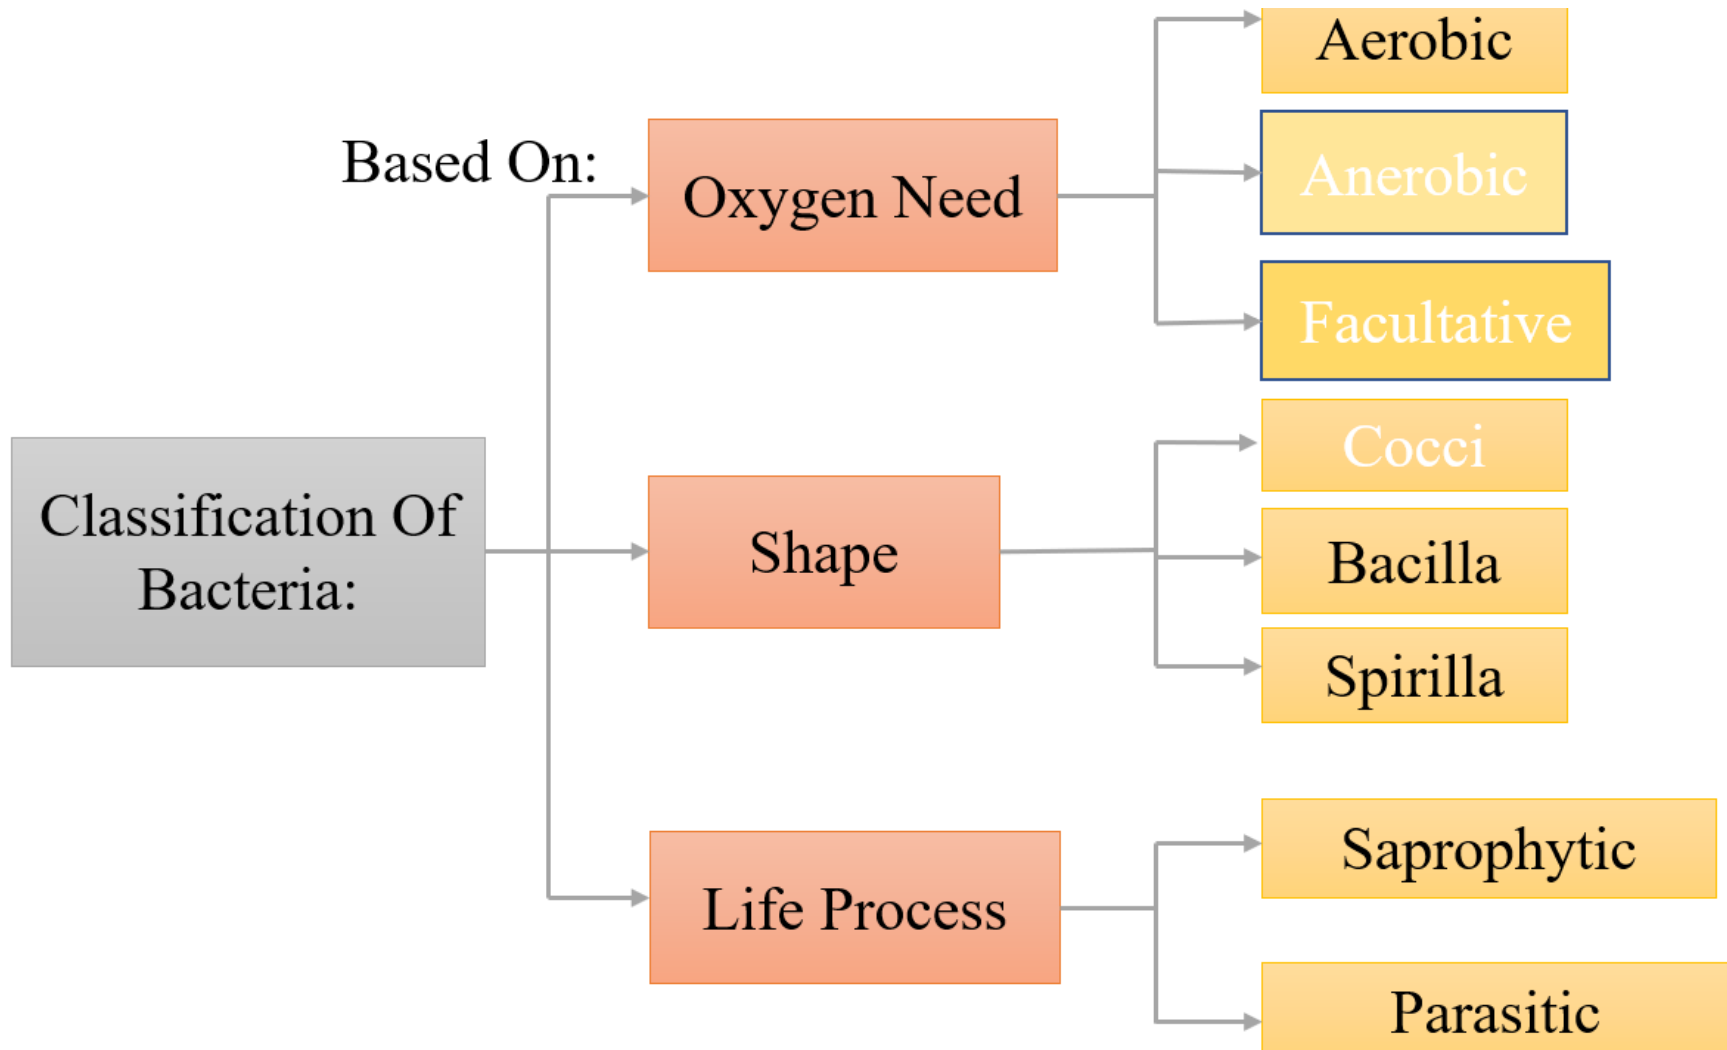 Classification Of
Bacteria:
Based On:
Oxygen Need
Aerobic
Anerobic
Facultative
Shape
Cocci
Bacilla
Spirilla
Life Process
Saprophytic
Parasitic